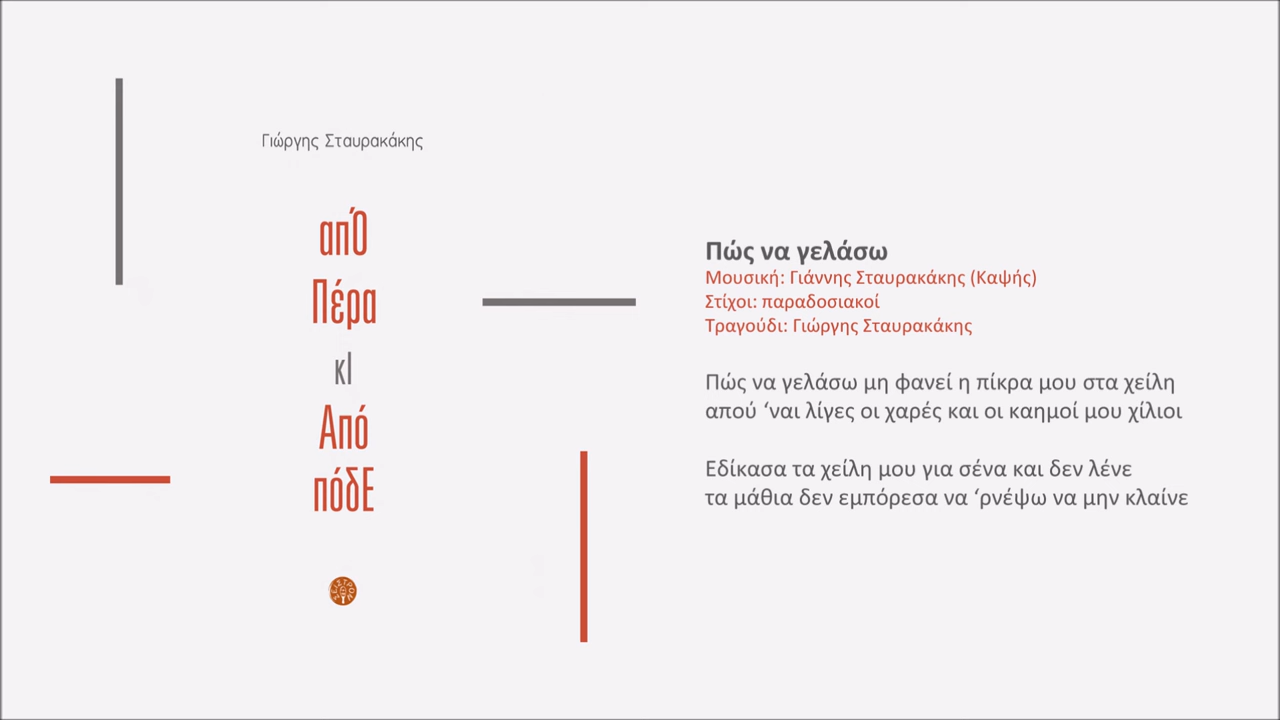 Γιώργης Σταυρακάκης
απΌ
Πέρα
κΙ
Από
πόδΕ
Πώς να γελάσω
Μουσική: Γιάννης Σταυρακάκης (Καψής)
Στίχοι: παραδοσιακοί
Τραγούδι: Γιώργης Σταυρακάκης
Πώς να γελάσω μη φανεί η πίκρα μου στα χείλη
απού ‘ναι λίγες οι χαρές και οι καημοί μου χίλιοι
Εδίκασα τα χείλη μου για σένα και δεν λένε
τα μάθια δεν εμπόρεσα να ‘ρνέψω να μην κλαίνε